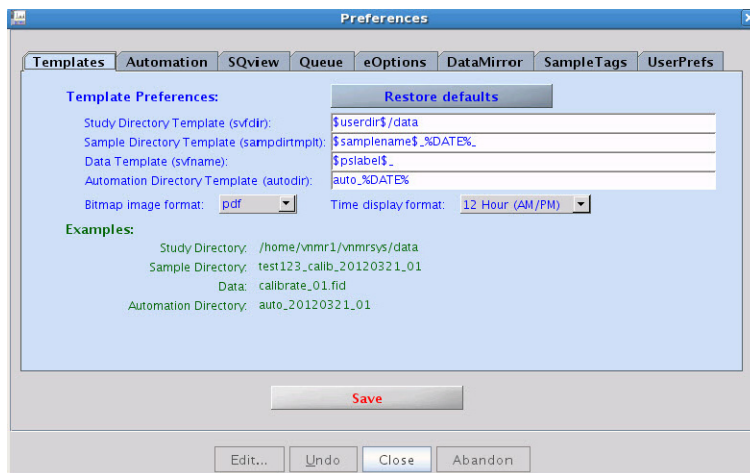 Preferences
Templates Automation SQview Queue eOptions DataMirror SampleTags UserPrefs
Template Preferences: Restore defaults
Study Directory Template (svfdir): $userdir$/data
Sample Directory Template (sampdirtmplt): $samplename$_%DATE%_
Data Template (svfname): $pslabel$_
Automation Directory Template (autodir): auto_%DATE%
Bitmap image format: pdf Time display format: 12 Hour (AM/PM)
Examples:
Study Directory: /home/vnmr1/vnmrsys/data
Sample Directory: test123_calib_20120321_01
Data: calibrate_01.fid
Automation Directory: auto_20120321_01
Save
Edit... Undo Close Abandon